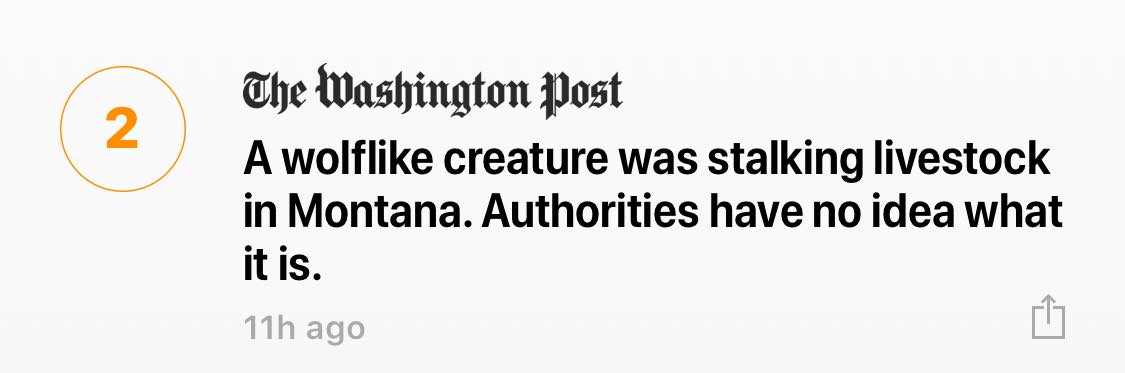 2
The Washington Post
A wolflike creature was stalking livestock
in Montana. Authorities have no idea what
it is.
11h ago